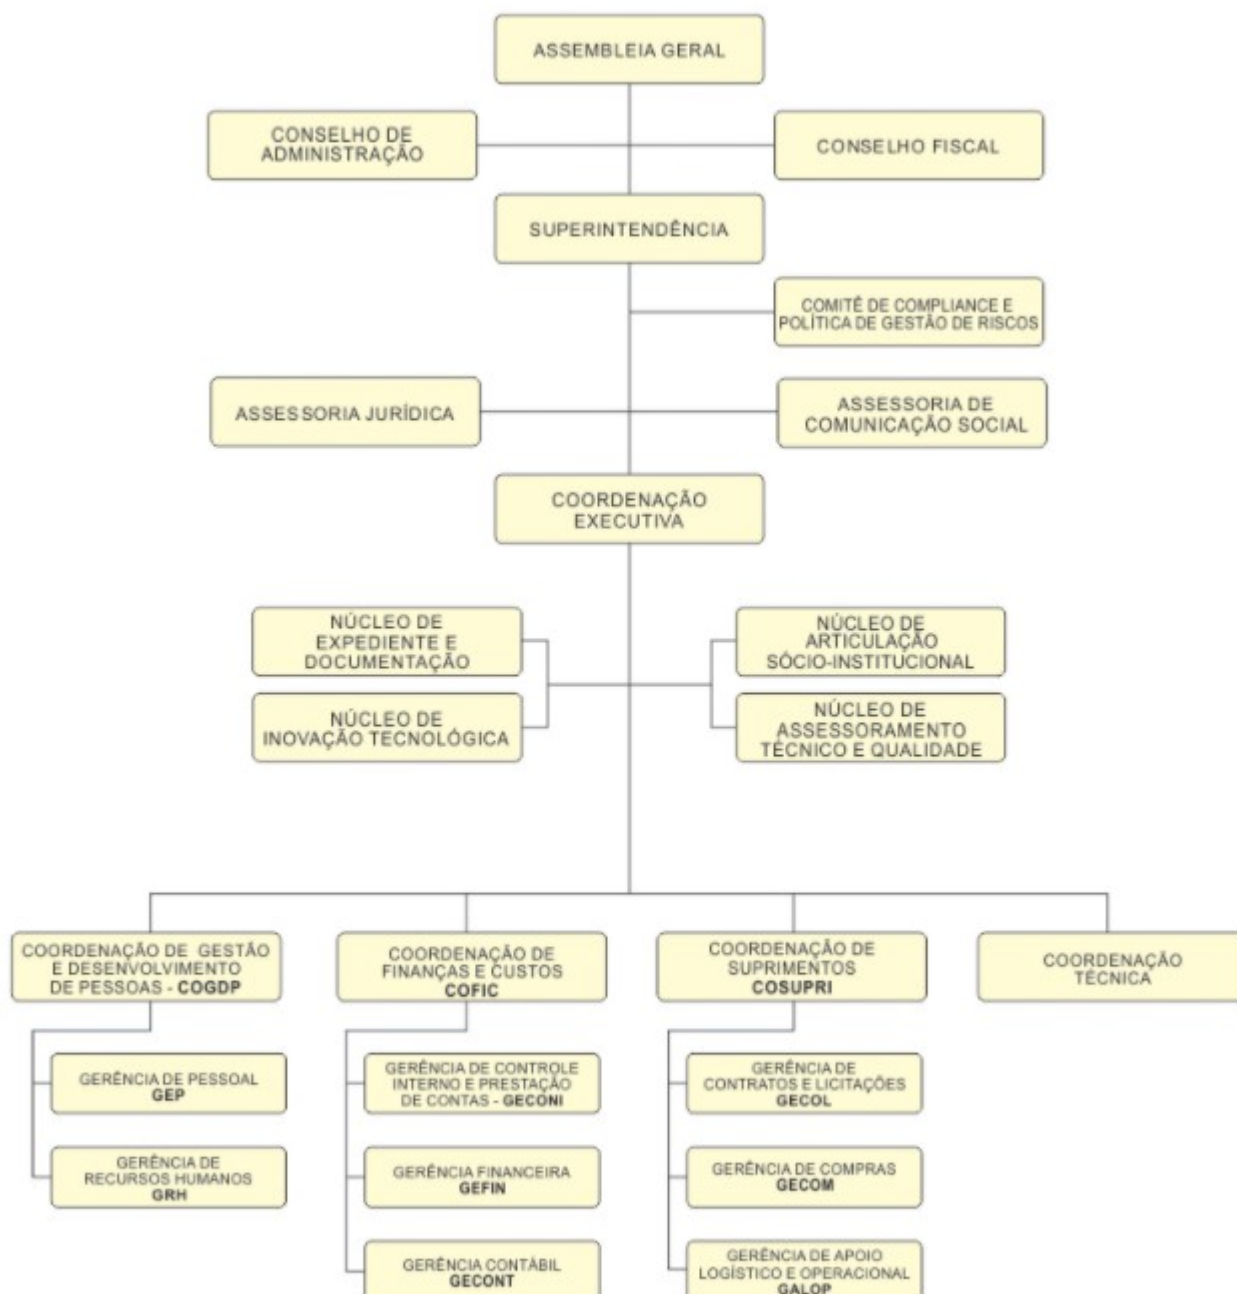 ASSEMBLEIA GERAL
CONSELHO DE
ADMINISTRAÇÃO
CONSELHO FISCAL
SUPERINTENDÊNCIA
COMITÊ DE COMPLIANCE E
POLÍTICA DE GESTÃO DE RISCOS
ASSESSORIA JURÍDICA
ASSESSORIA DE
COMUNICAÇÃO SOCIAL
COORDENAÇÃO
EXECUTIVA
NÚCLEO DE
EXPEDIENTE E
DOCUMENTAÇÃO
NÚCLEO DE
ARTICULAÇÃO
SÓCIO-INSTITUCIONAL
NÚCLEO DE
INOVAÇÃO TECNOLÓGICA
NÚCLEO DE
ASSESSORAMENTO
TÉCNICO E QUALIDADE
COORDENAÇÃO DE GESTÃO
E DESENVOLVIMENTO
DE PESSOAS - COGDP
COORDENAÇÃO DE
FINANÇAS E CUSTOS
COFIC
COORDENAÇÃO DE
SUPRIMENTOS
COSUPRI
COORDENAÇÃO
TÉCNICA
GERÊNCIA DE PESSOAL
GEP
GERÊNCIA DE CONTROLE
INTERNO E PRESTAÇÃO
DE CONTAS - GECONI
GERÊNCIA DE
CONTRATOS E LICITAÇÕES
GECOL
GERÊNCIA DE
RECURSOS HUMANOS
GRH
GERÊNCIA FINANCEIRA
GEFIN
GERÊNCIA DE COMPRAS
GECOM
GERÊNCIA CONTÁBIL
GECONT
GERÊNCIA DE APOIO
LOGÍSTICO E OPERACIONAL
GALOP